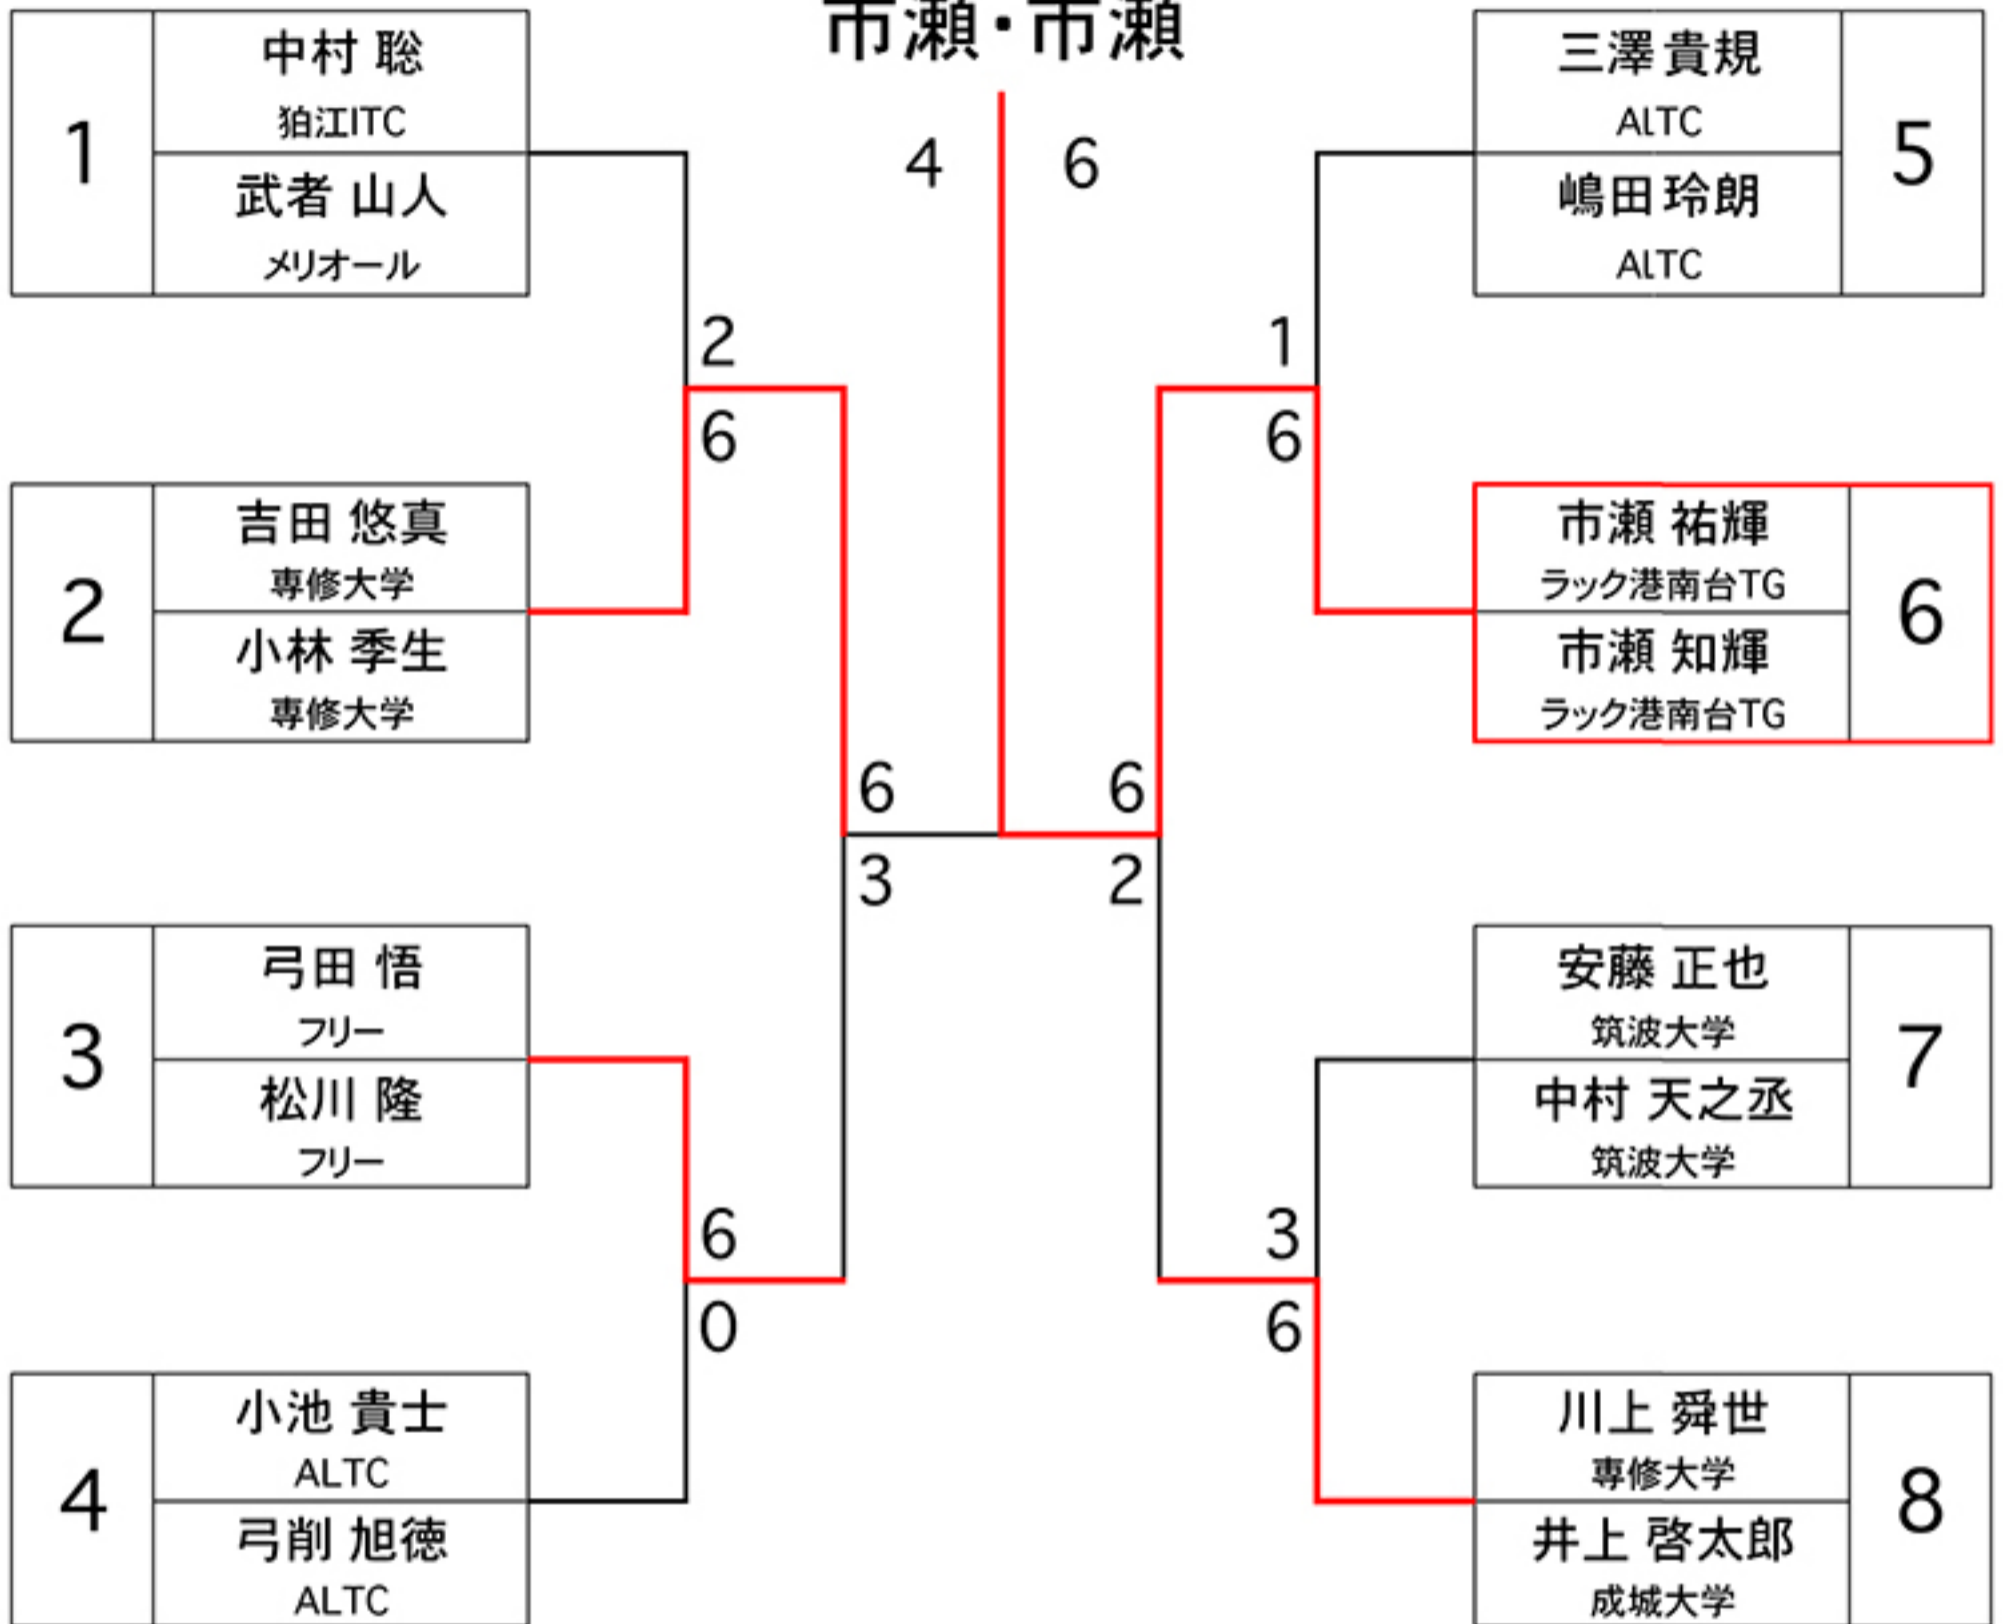 市瀬・市瀬
4 6
1
中村 聡
狛江ITC
武者 山人
メリオール
2
6
2
吉田 悠真
専修大学
小林 季生
専修大学
6
3
3
弓田 悟
フリー
松川 隆
フリー
6
0
4
小池 貴士
ALTC
弓削 旭徳
ALTC
三澤 貴規
ALTC
嶋田 玲朗
ALTC
5
1
6
市瀬 祐輝
ラック港南台TG
市瀬 知輝
ラック港南台TG
6
6
2
安藤 正也
筑波大学
中村 天之丞
筑波大学
7
3
6
川上 舜世
専修大学
井上 啓太郎
成城大学
8